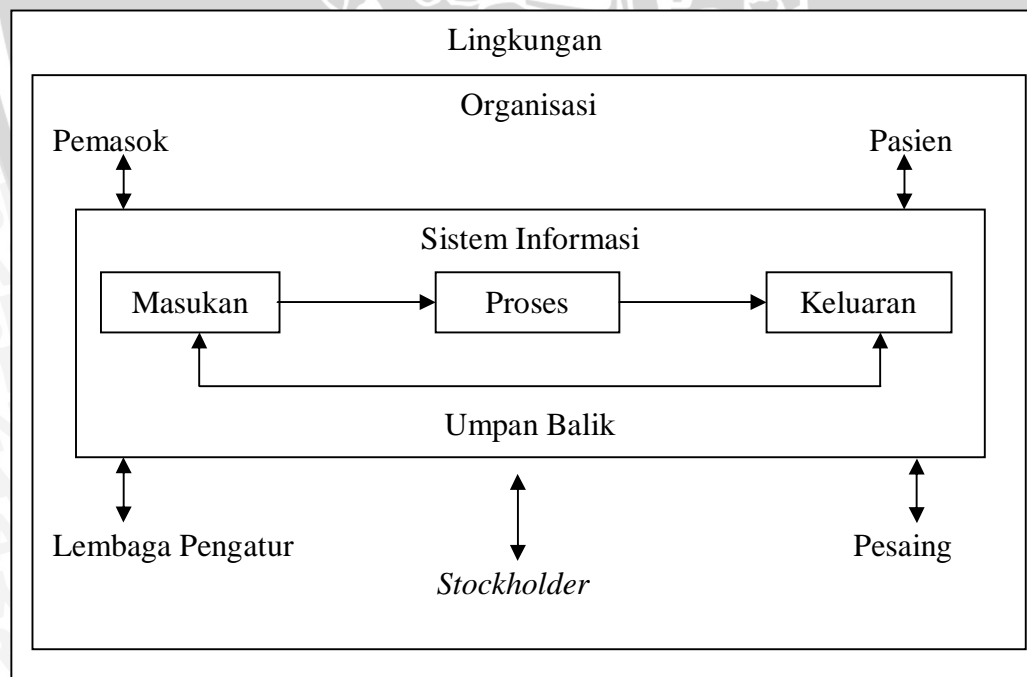 Lingkungan
Organisasi
Pemasok
Pasien
Sistem Informasi
Masukan
Proses
Keluaran
Umpan Balik
Lembaga Pengatur
Pesaing
Stockholder